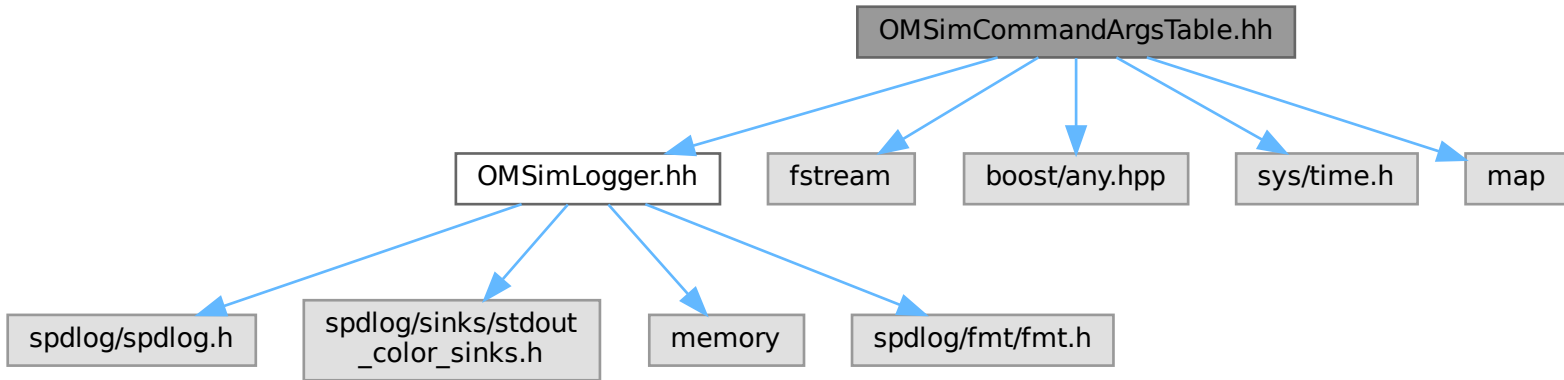 OMSimCommandArgsTable.hh
OMSimLogger.hh
fstream
boost/any.hpp
sys/time.h
map
spdlog/spdlog.h
spdlog/sinks/stdout
_color_sinks.h
memory
spdlog/fmt/fmt.h